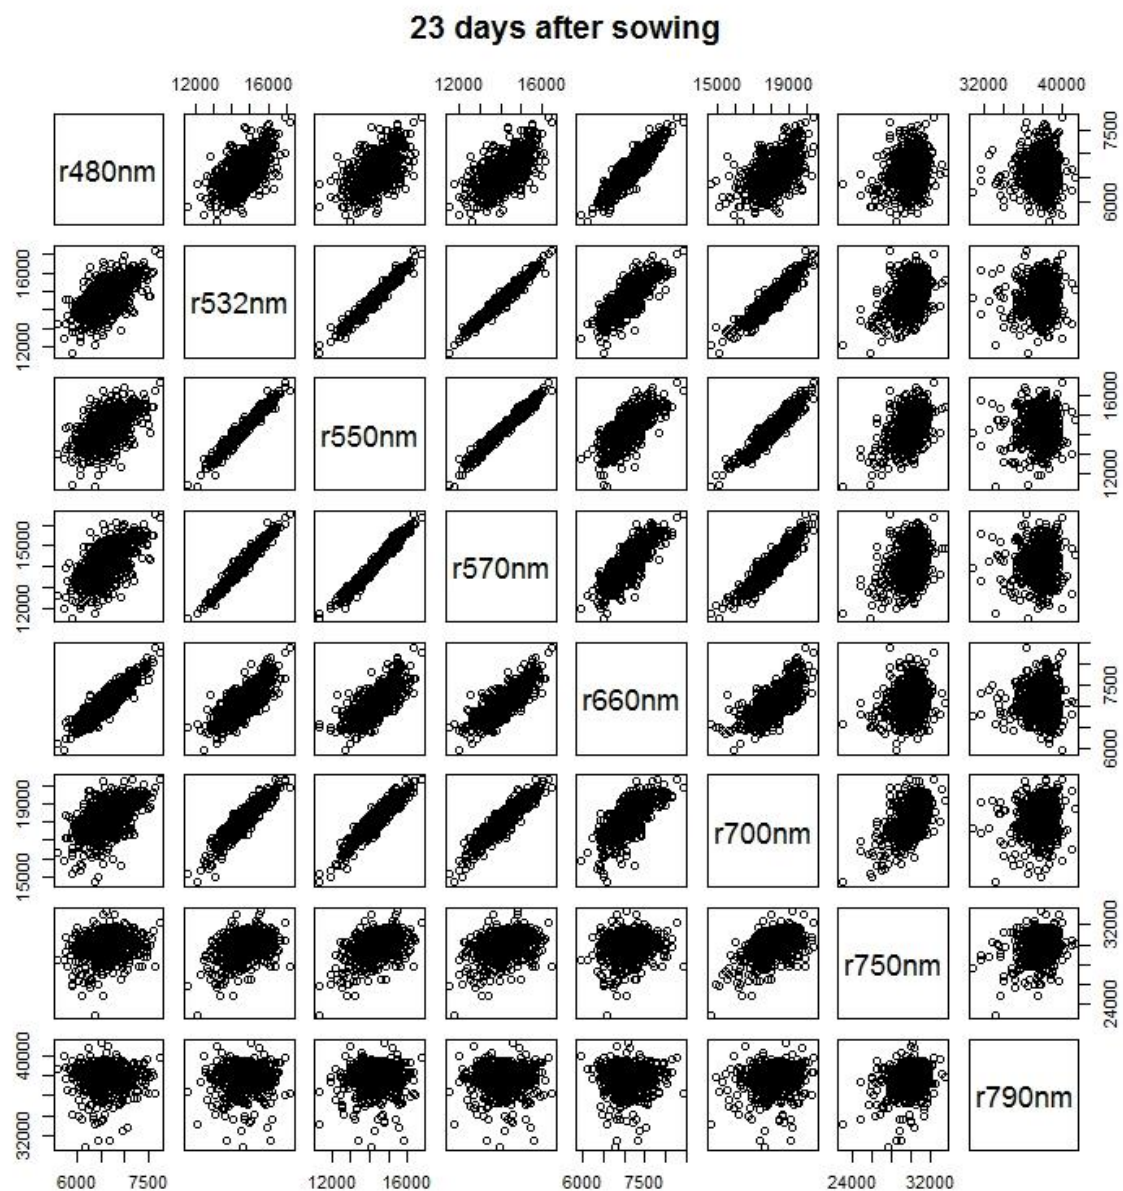 23 days after sowing
12000 16000 12000 16000 15000 19000 32000 40000
r480nm
6000 7500
12000 16000
r532nm
r550nm
12000 16000
12000 15000
r570nm
r660nm
6000 7500
15000 19000
r700nm
r750nm
24000 32000
32000 40000
r790nm
6000 7500 12000 16000 6000 7500 24000 32000